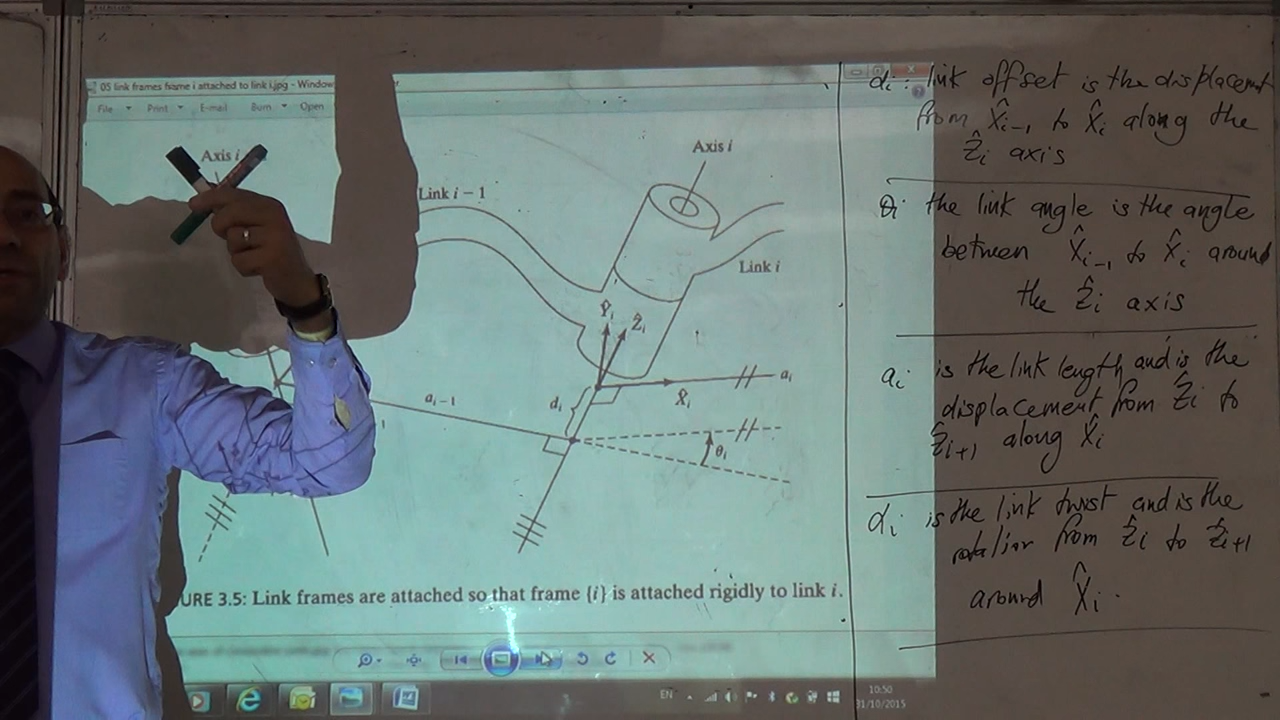 05 link frames frame i attached to link i.jpg - Window
File Print E-mail Burn Open
Axis i
Axis i
Link i − 1
Link i
Ŷi
Ẑi
ai−1
di
X̂i
ai
θi
URE 3.5: Link frames are attached so that frame {i} is attached rigidly to link i.
EN
10:50
31/10/2015
di: link offset is the displacement
from X̂i-1 to X̂i along the
Ẑi axis
θi the link angle is the angle
between X̂i-1 to X̂i around
the Ẑi axis
ai is the link length and is the
displacement from Ẑi to
Ẑi+1 along X̂i
αi is the link twist and is the
rotation from Ẑi to Ẑi+1
around X̂i.